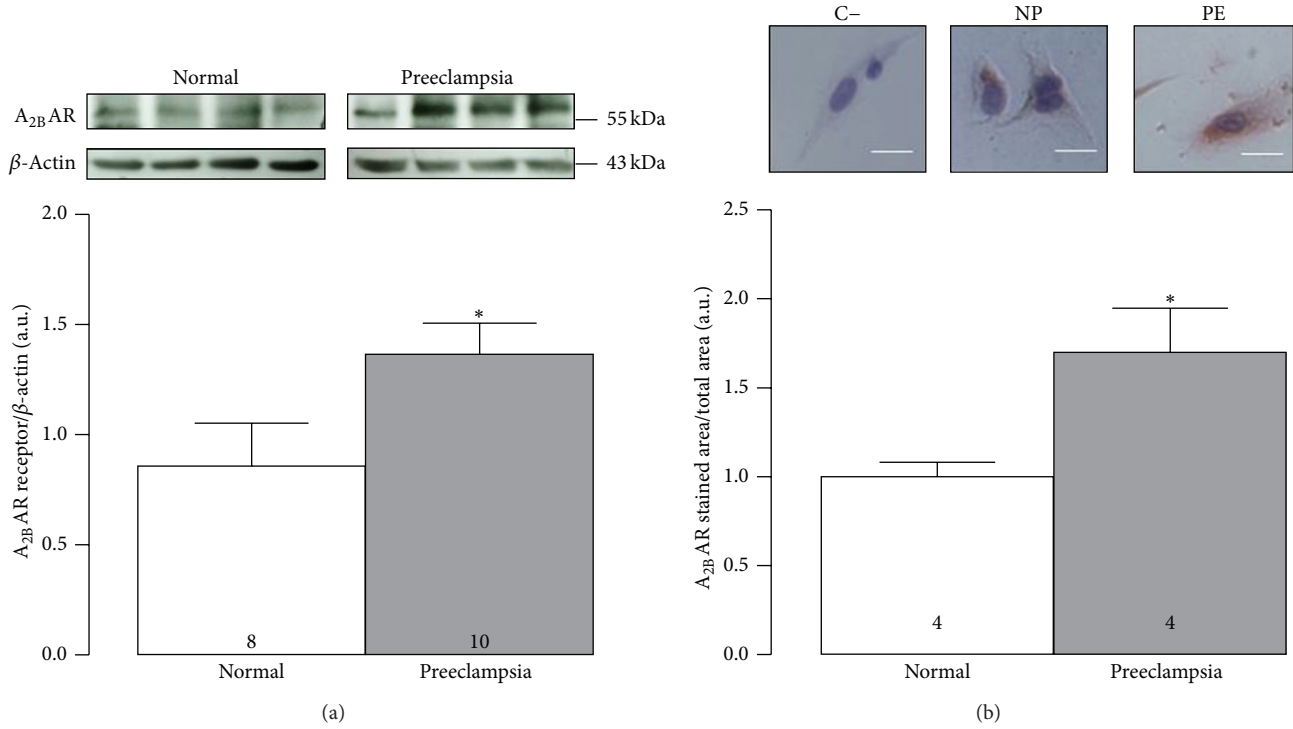 Normal Preeclampsia
A2BAR 55 kDa
β-Actin 43 kDa
2.0
1.5
1.0
0.5
0.0
A2BAR receptor/β-actin (a.u.)
*
8 10
Normal Preeclampsia
(a)
C− NP PE
2.5
2.0
1.5
1.0
0.5
0.0
A2BAR stained area/total area (a.u.)
*
4 4
Normal Preeclampsia
(b)